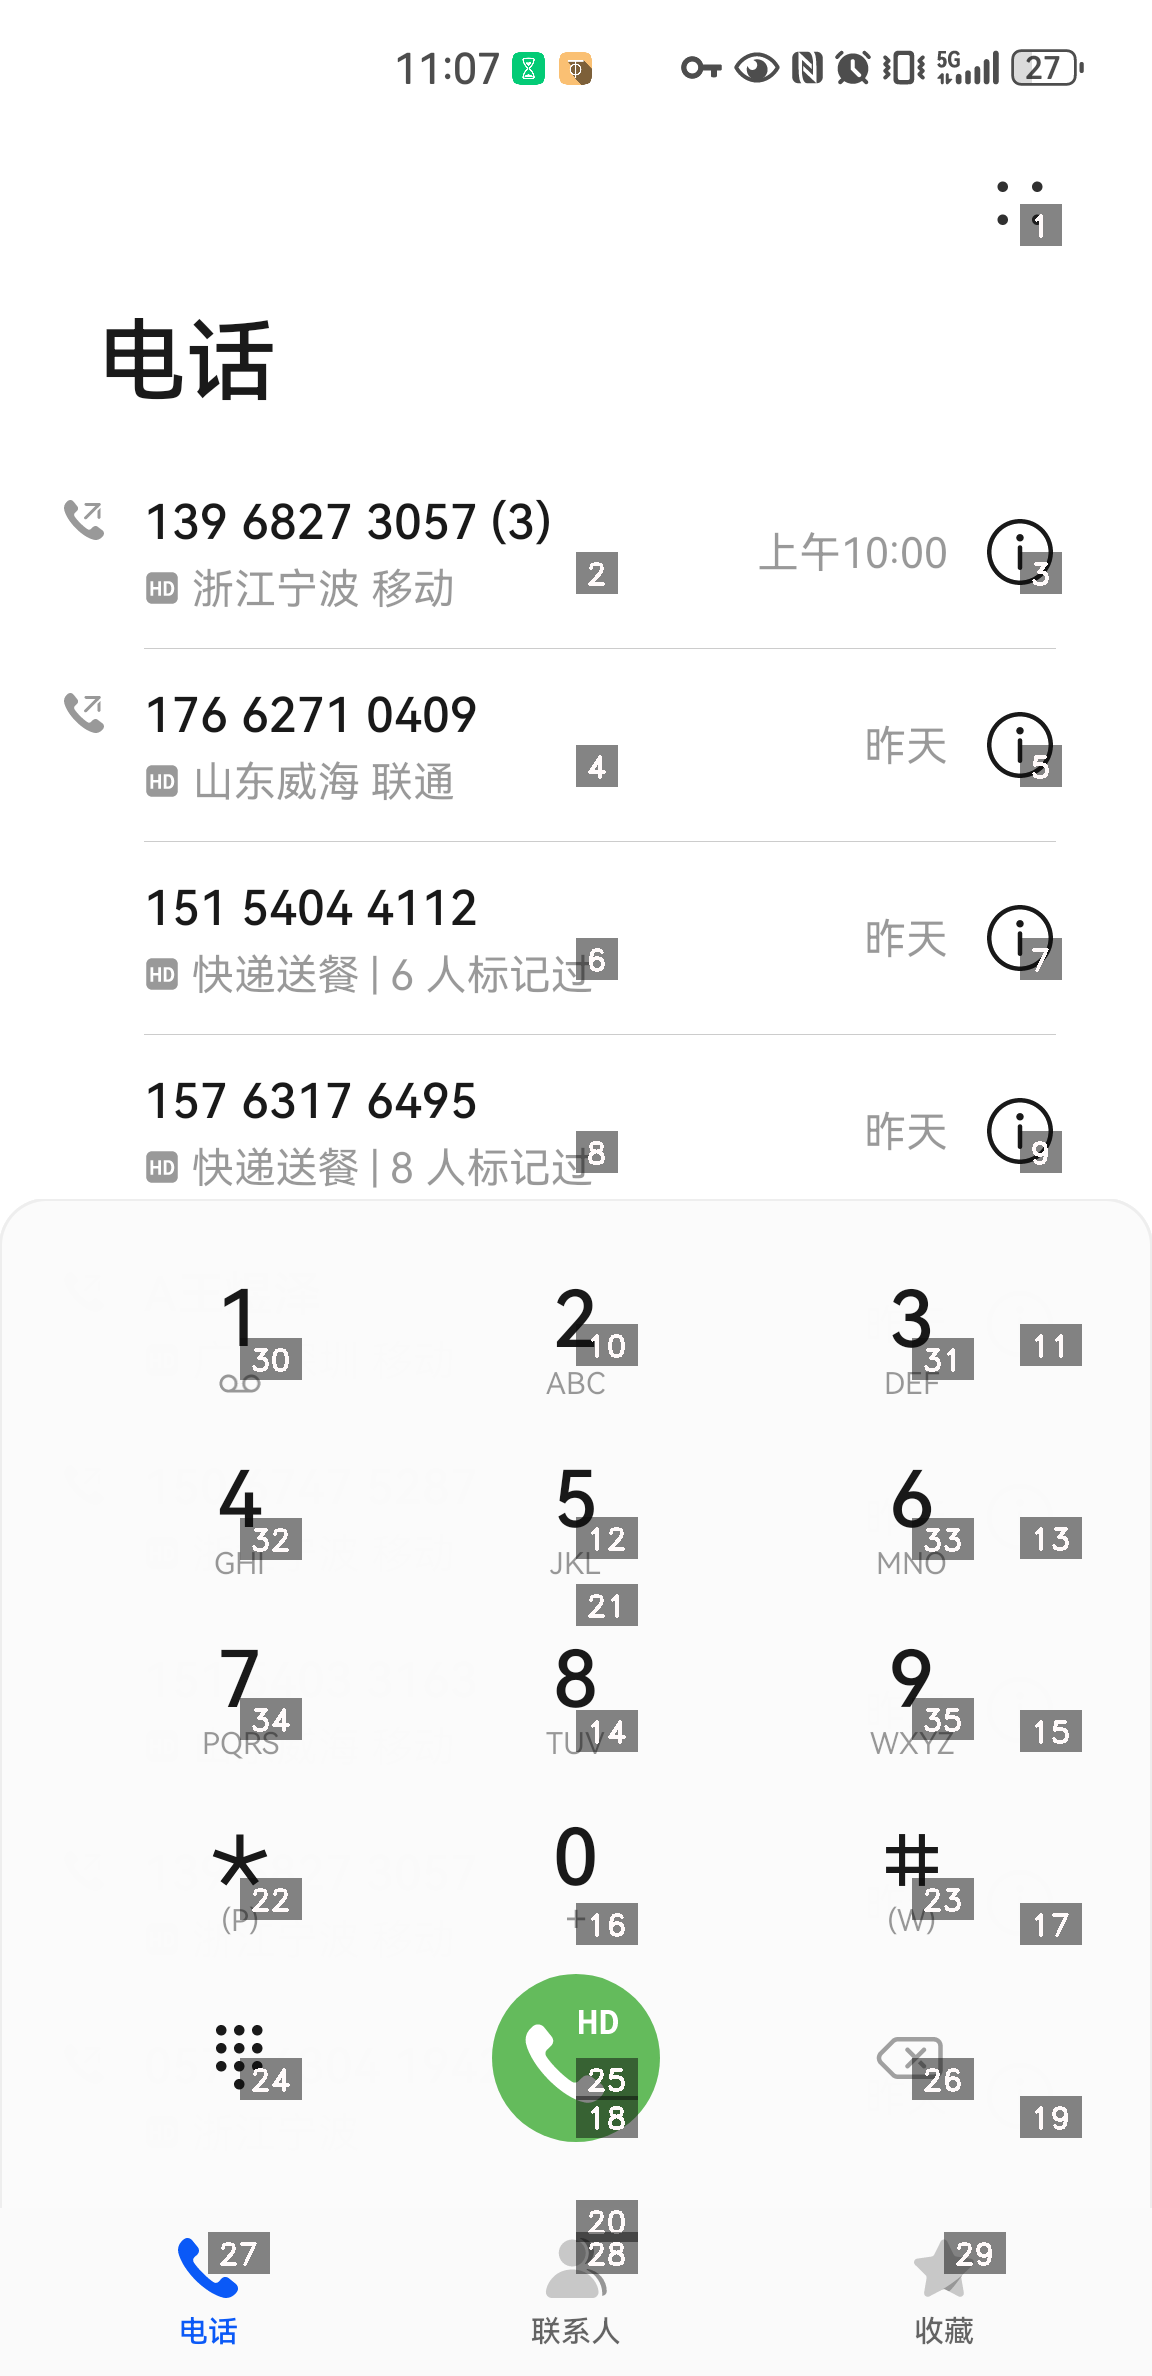 11:07 5G 27
1
电话
139 6827 3057 (3)
上午10:00
HD 浙江宁波 移动
2
3
176 6271 0409
昨天
HD 山东威海 联通
4
5
151 5404 4112
昨天
HD 快递送餐 | 6 人标记过
6
7
157 6317 6495
昨天
HD 快递送餐 | 8 人标记过
8
9
1 2 3
30 10 31 11
ABC DEF
4 5 6
32 12 33 13
GHI JKL MNO
21
7 8 9
34 14 35 15
PQRS TUV WXYZ
* 0 #
22 16 23 17
(P) + (W)
HD
24 25 26
18 19
20
27 28 29
电话 联系人 收藏